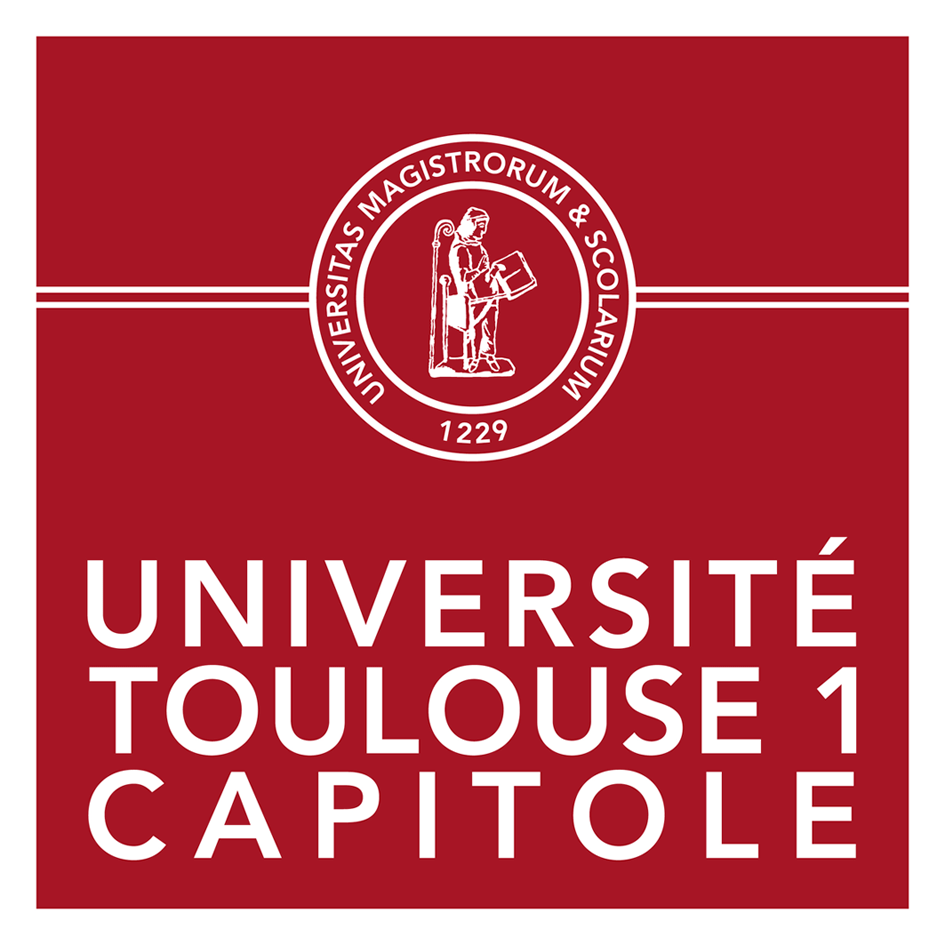 UNIVERSITAS MAGISTRORUM & SCOLARIUM
1229
UNIVERSITÉ
TOULOUSE 1
CAPITOLE